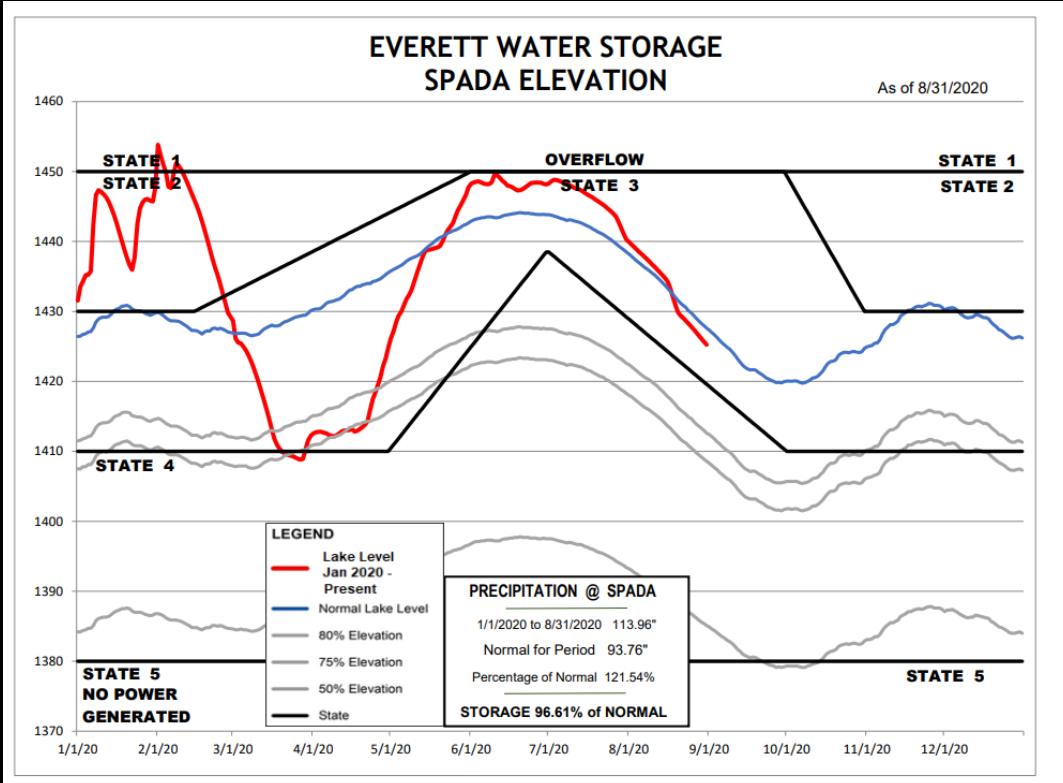 EVERETT WATER STORAGE
SPADA ELEVATION
As of 8/31/2020
1460
1450
1440
1430
1420
1410
1400
1390
1380
1370
STATE 1
STATE 2
OVERFLOW
STATE 3
STATE 1
STATE 2
STATE 4
LEGEND
Lake Level
Jan 2020 -
Present
Normal Lake Level
80% Elevation
75% Elevation
50% Elevation
State
PRECIPITATION @ SPADA
1/1/2020 to 8/31/2020 113.96"
Normal for Period 93.76"
Percentage of Normal 121.54%
STORAGE 96.61% of NORMAL
STATE 5
NO POWER
GENERATED
STATE 5
1/1/20 2/1/20 3/1/20 4/1/20 5/1/20 6/1/20 7/1/20 8/1/20 9/1/20 10/1/20 11/1/20 12/1/20